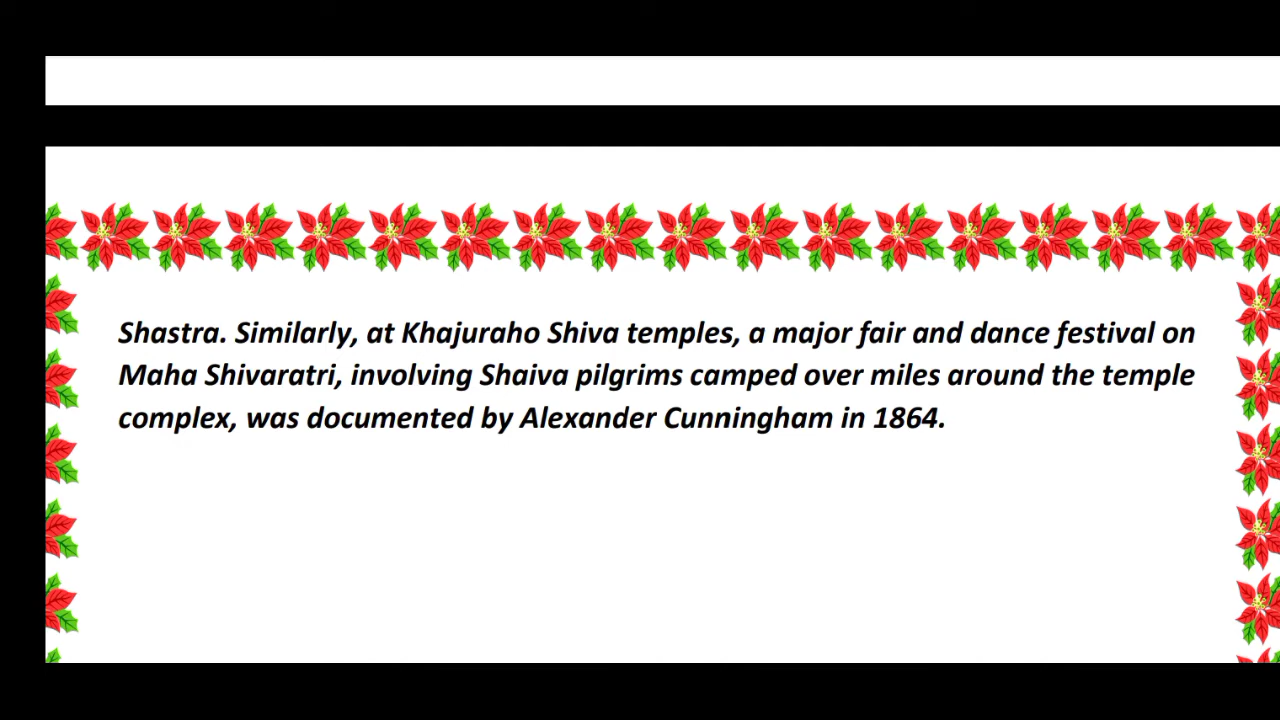 Shastra. Similarly, at Khajuraho Shiva temples, a major fair and dance festival on
Maha Shivaratri, involving Shaiva pilgrims camped over miles around the temple
complex, was documented by Alexander Cunningham in 1864.